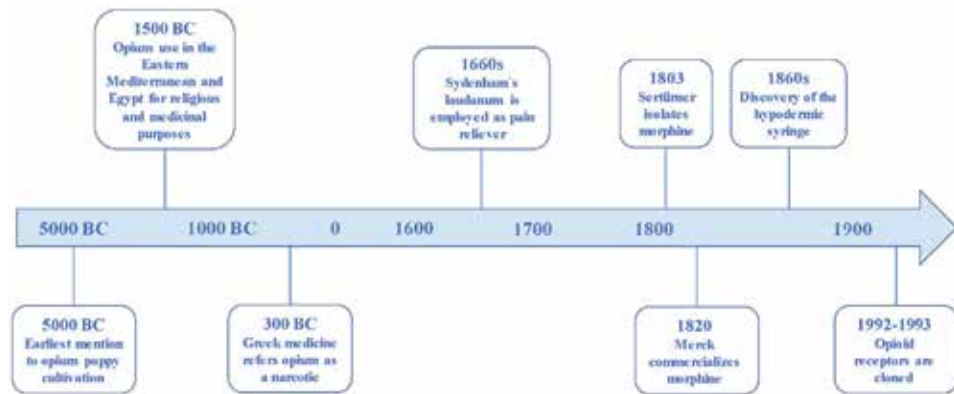 1500 BC
Opium use in the
Eastern
Mediterranean and
Egypt for religious
and medicinal
purposes
1660s
Sydenham's
laudanum is
employed as pain
reliever
1803
Sertürner
isolates
morphine
1860s
Discovery of the
hypodermic
syringe
5000 BC 1000 BC 0 1600 1700 1800 1900
5000 BC
Earliest mention
to opium poppy
cultivation
300 BC
Greek medicine
refers opium as
a narcotic
1820
Merck
commercializes
morphine
1992-1993
Opioid
receptors are
cloned